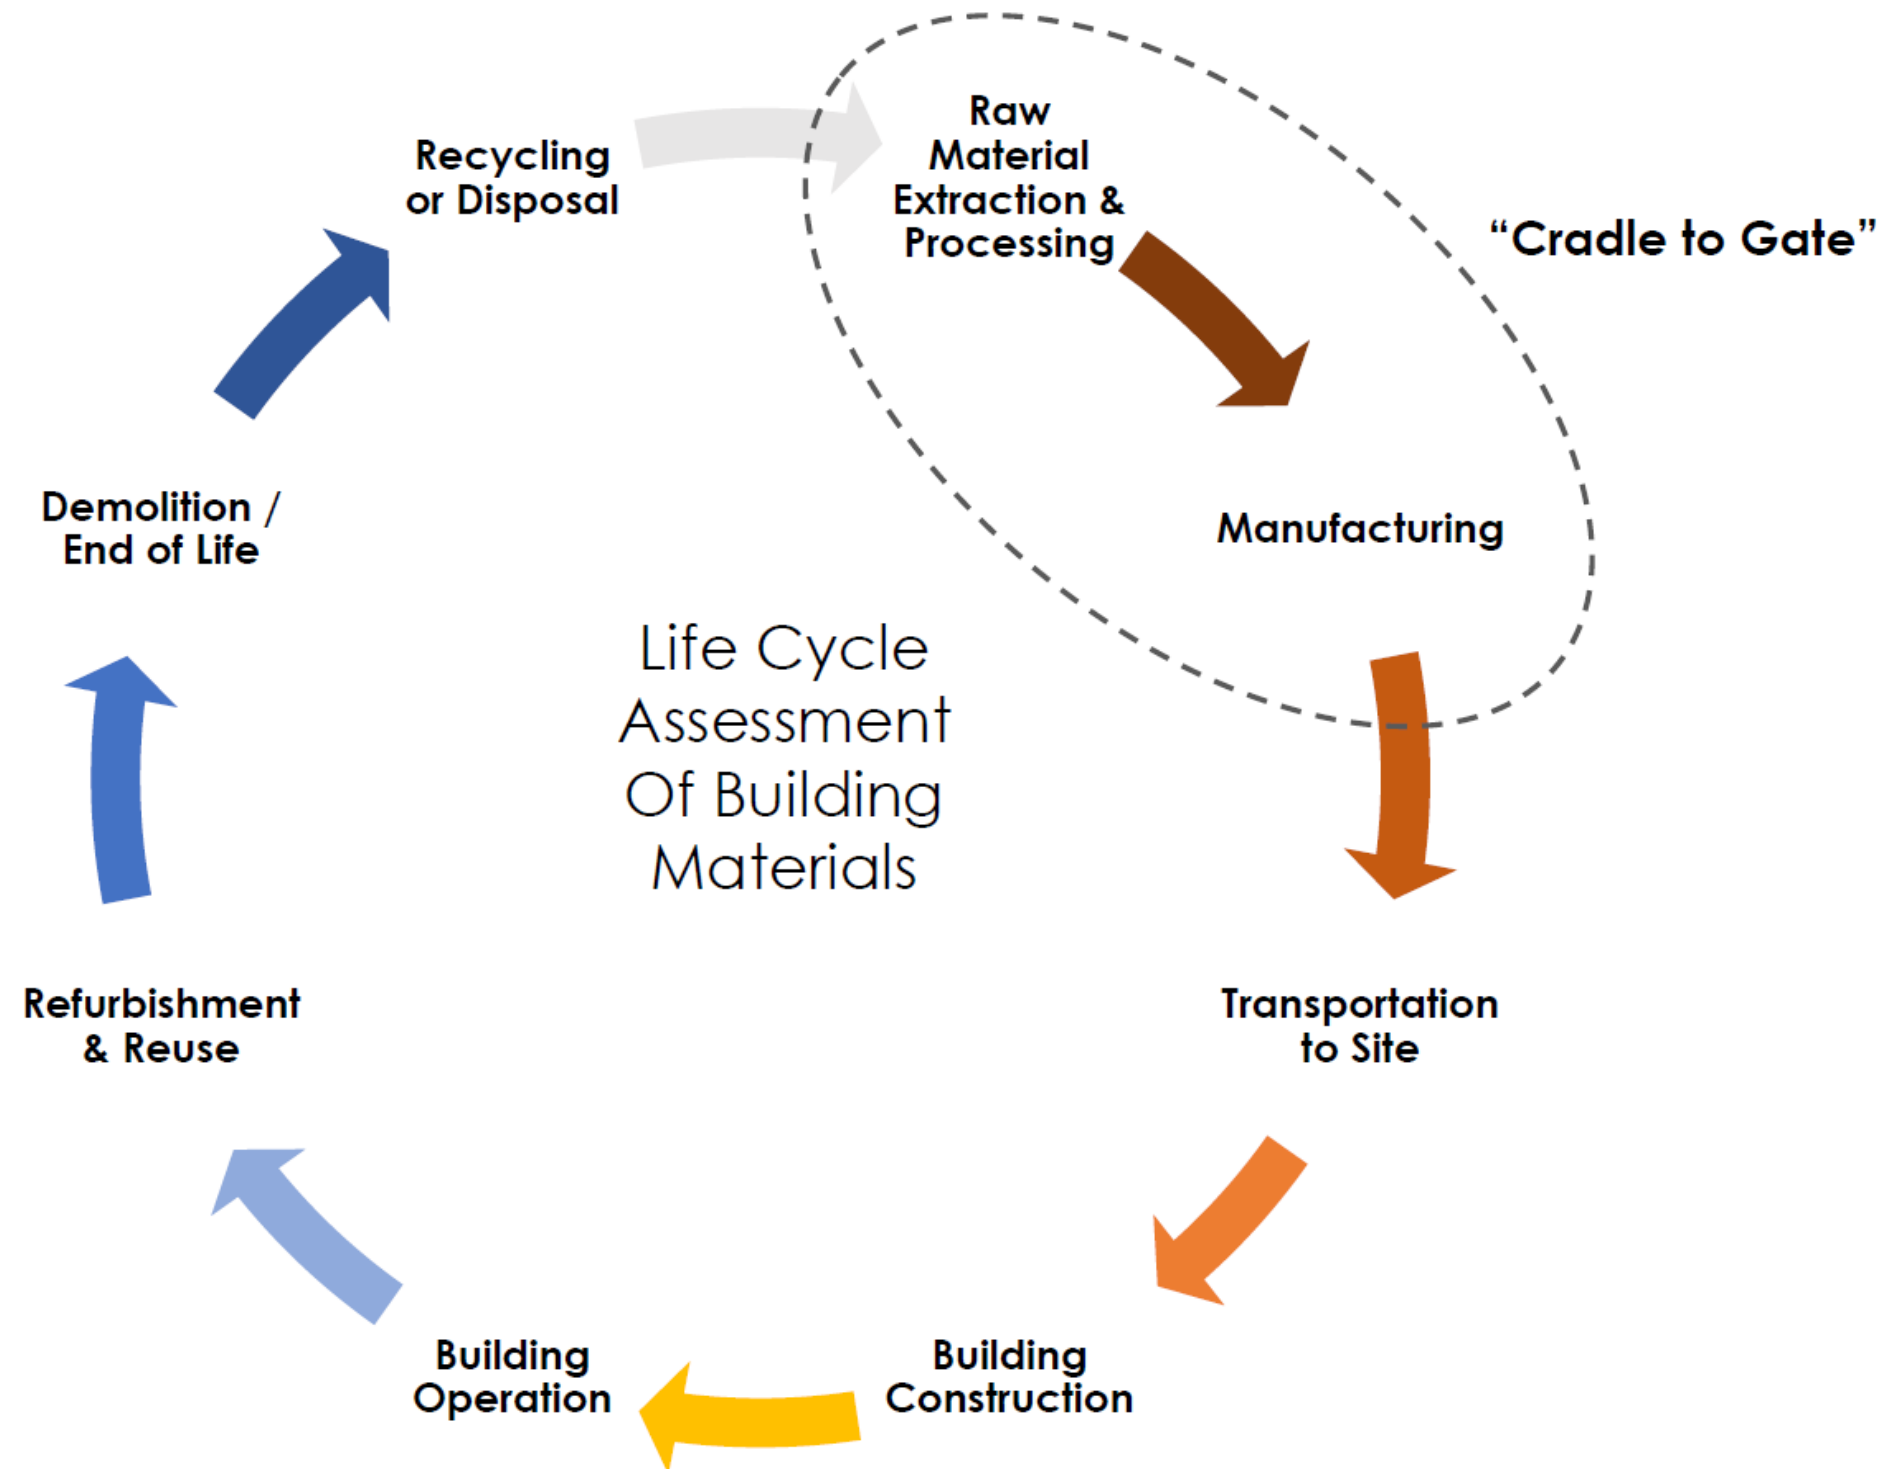 Raw
Material
Extraction &
Processing
“Cradle to Gate”
Manufacturing
Transportation
to Site
Building
Construction
Building
Operation
Refurbishment
& Reuse
Demolition /
End of Life
Recycling
or Disposal
Life Cycle
Assessment
Of Building
Materials